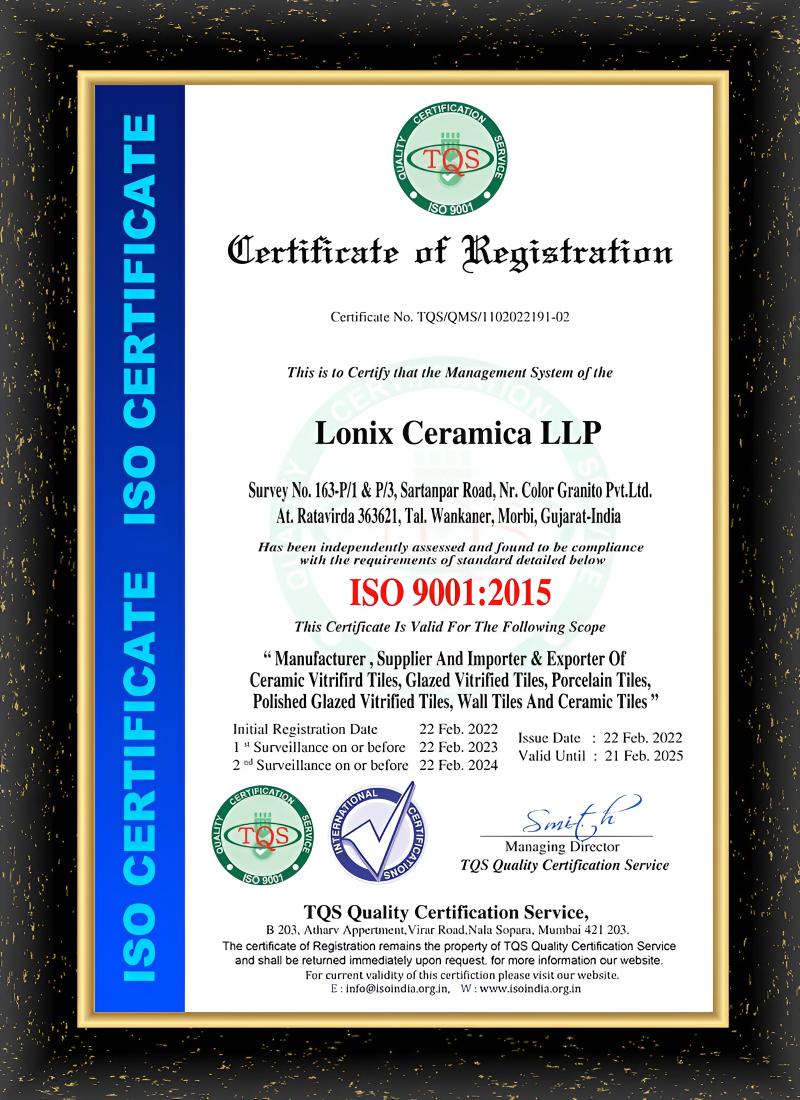 ISO CERTIFICATE ISO CERTIFICATE
QUALITY CERTIFICATION SERVICE
TQS
ISO 9001
Certificate of Registration
Certificate No. TQS/QMS/1102022191-02
This is to Certify that the Management System of the
Lonix Ceramica LLP
Survey No. 163-P/1 & P/3, Sartanpar Road, Nr. Color Granito Pvt.Ltd.
At. Ratavirda 363621, Tal. Wankaner, Morbi, Gujarat-India
Has been independently assessed and found to be compliance
with the requirements of standard detailed below
ISO 9001:2015
This Certificate Is Valid For The Following Scope
“ Manufacturer , Supplier And Importer & Exporter Of
Ceramic Vitrifird Tiles, Glazed Vitrified Tiles, Porcelain Tiles,
Polished Glazed Vitrified Tiles, Wall Tiles And Ceramic Tiles ”
Initial Registration Date 22 Feb. 2022
1 st Surveillance on or before 22 Feb. 2023
2 nd Surveillance on or before 22 Feb. 2024
Issue Date : 22 Feb. 2022
Valid Until : 21 Feb. 2025
QUALITY CERTIFICATION SERVICE
TQS
ISO 9001
INTERNATIONAL CERTIFICATIONS
Smit.h
Managing Director
TQS Quality Certification Service
TQS Quality Certification Service,
B 203, Atharv Appertment,Virar Road,Nala Sopara, Mumbai 421 203.
The certificate of Registration remains the property of TQS Quality Certification Service
and shall be returned immediately upon request. for more information our website.
For current validity of this certifiction please visit our website.
E : info@isoindia.org.in, W : www.isoindia.org.in